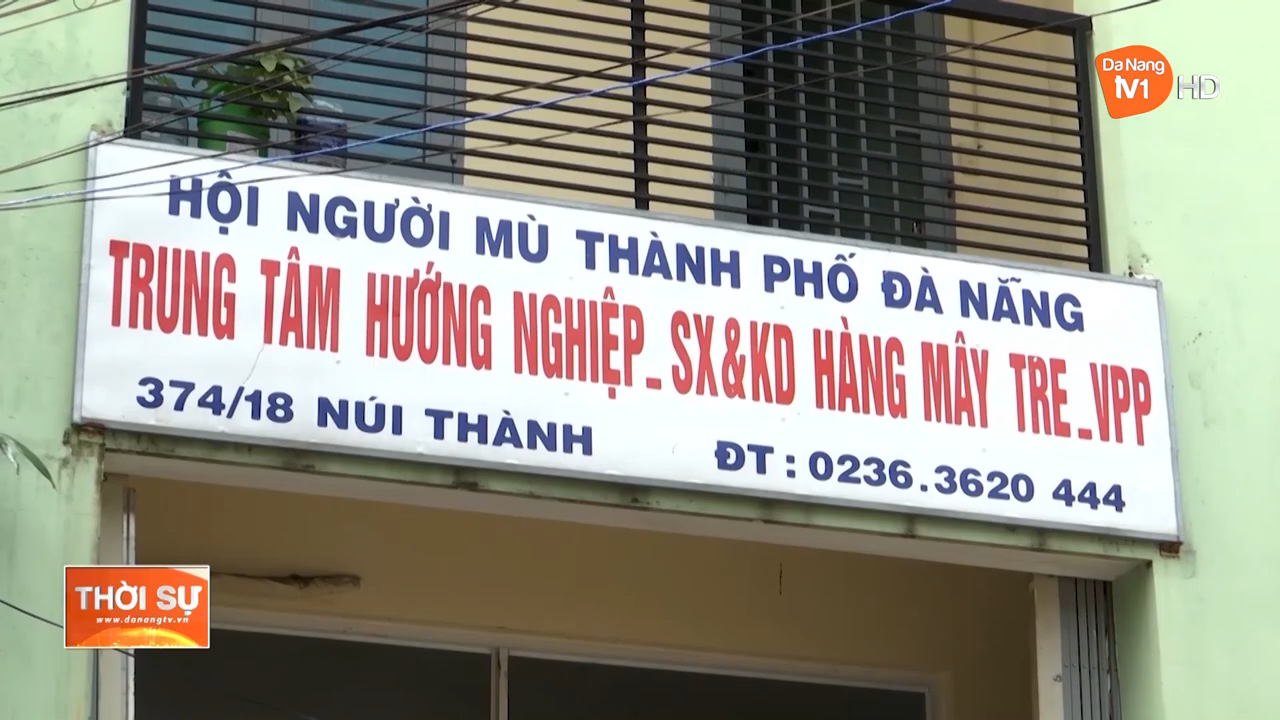 Da Nang
TV1 HD
HỘI NGƯỜI MÙ THÀNH PHỐ ĐÀ NẴNG
TRUNG TÂM HƯỚNG NGHIỆP_SX&KD HÀNG MÂY TRE_VPP
374/18 NÚI THÀNH ĐT: 0236.3620 444
THỜI SỰ
www.danangtv.vn